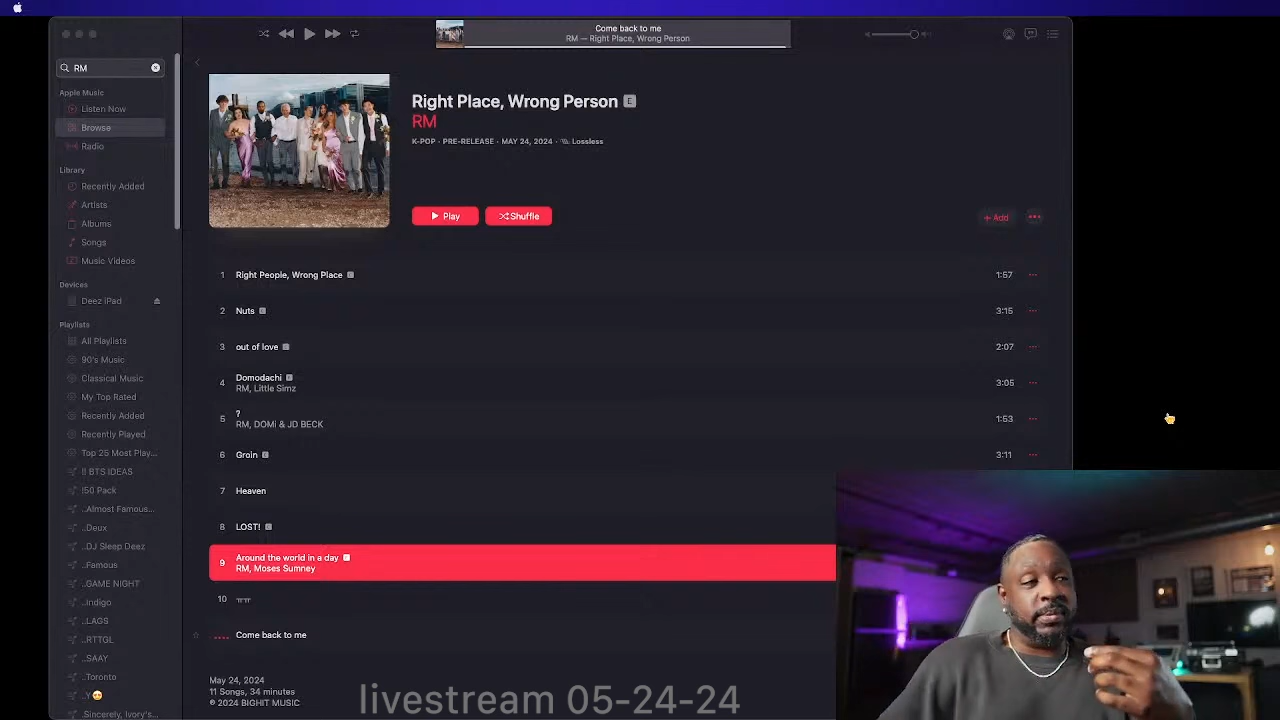 Come back to me
RM — Right Place, Wrong Person
RM
Apple Music
Listen Now
Browse
Radio
Library
Recently Added
Artists
Albums
Songs
Music Videos
Devices
Deez iPad
Playlists
All Playlists
90's Music
Classical Music
My Top Rated
Recently Added
Recently Played
Top 25 Most Play...
!! BTS IDEAS
!50 Pack
..Almost Famous...
..Deux
..DJ Sleep Deez
..Famous
..GAME NIGHT
..Indigo
..LAGS
..RTTGL
..SAAY
..Toronto
..Y😁
.Sincerely, Ivory's...
Right Place, Wrong Person E
RM
K-POP · PRE-RELEASE · MAY 24, 2024 · Lossless
Play
Shuffle
+ Add
1 Right People, Wrong Place E 1:57
2 Nuts E 3:15
3 out of love E 2:07
4 Domodachi E 3:05
RM, Little Simz
5 ? 1:53
RM, DOMi & JD BECK
6 Groin E 3:11
7 Heaven
8 LOST! E
9 Around the world in a day E
RM, Moses Sumney
10 ㅠㅠ
Come back to me
May 24, 2024
11 Songs, 34 minutes
℗ 2024 BIGHIT MUSIC
livestream 05-24-24